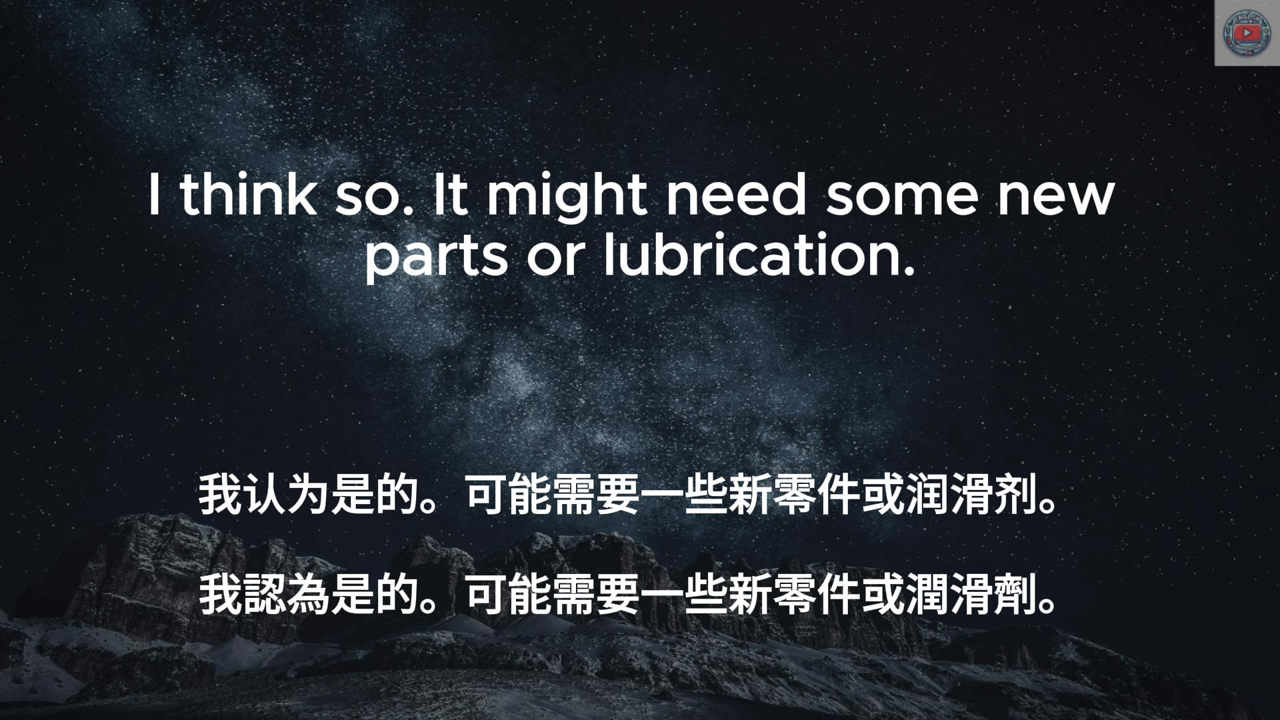 I think so. It might need some new
parts or lubrication.
我认为是的。可能需要一些新零件或润滑剂。
我認為是的。可能需要一些新零件或潤滑劑。